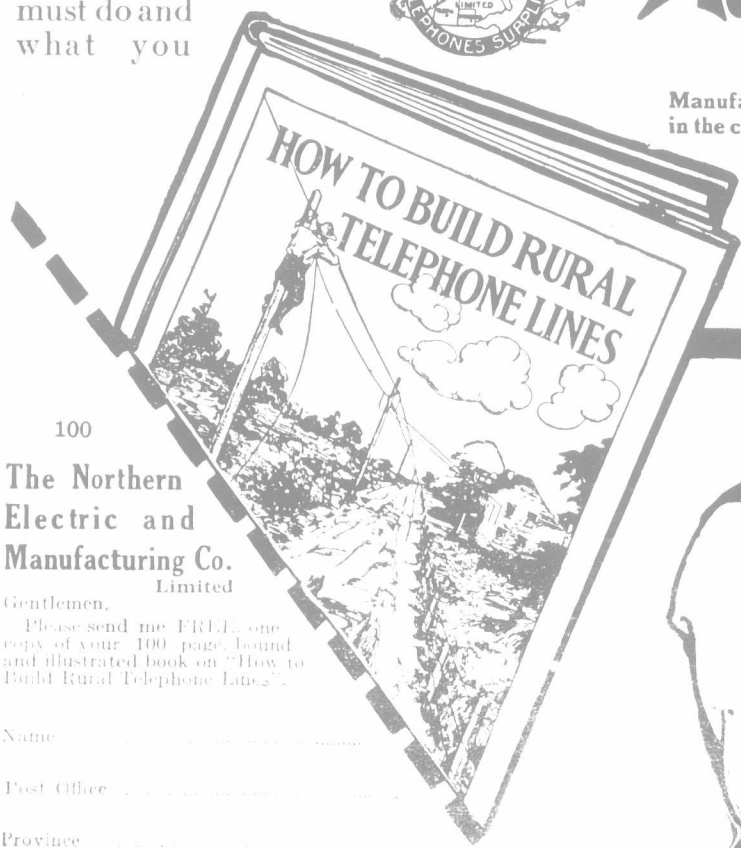 must do and
what you
LIMITED
Manufa
in the c
HOW TO BUILD RURAL
TELEPHONE LINES
100
The Northern
Electric and
Manufacturing Co.
Limited
Gentlemen,
Please send me FREE, one
copy of your 100 page, bound
and illustrated book on "How to
Build Rural Telephone Lines".
Name
Post Office
Province